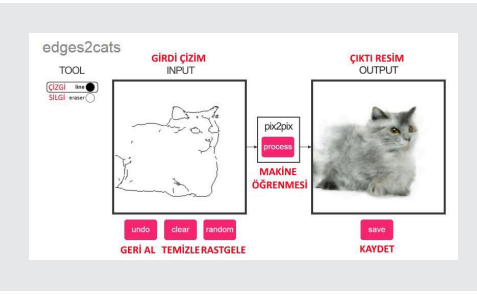 edges2cats
TOOL
ÇİZGİ line
SİLGİ eraser
GİRDİ ÇİZİM
INPUT
pix2pix
process
MAKİNE
ÖĞRENMESİ
ÇIKTI RESİM
OUTPUT
undo clear random
GERİ AL TEMİZLE RASTGELE
save
KAYDET